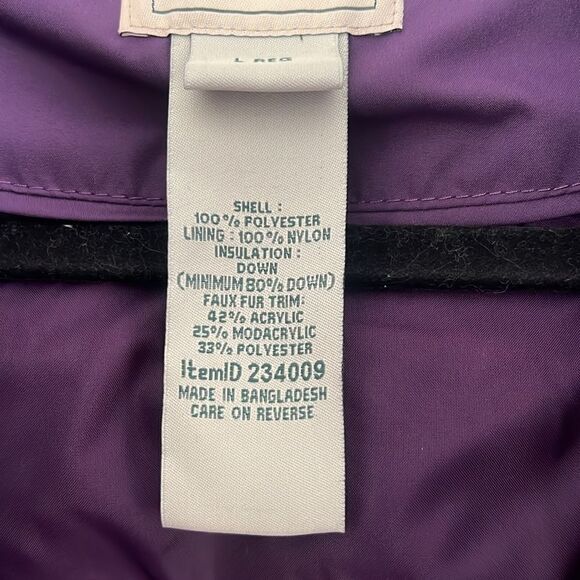 L REG
SHELL :
100% POLYESTER
LINING : 100% NYLON
INSULATION :
DOWN
(MINIMUM 80% DOWN)
FAUX FUR TRIM:
42% ACRYLIC
25% MODACRYLIC
33% POLYESTER
ItemID 234009
MADE IN BANGLADESH
CARE ON REVERSE